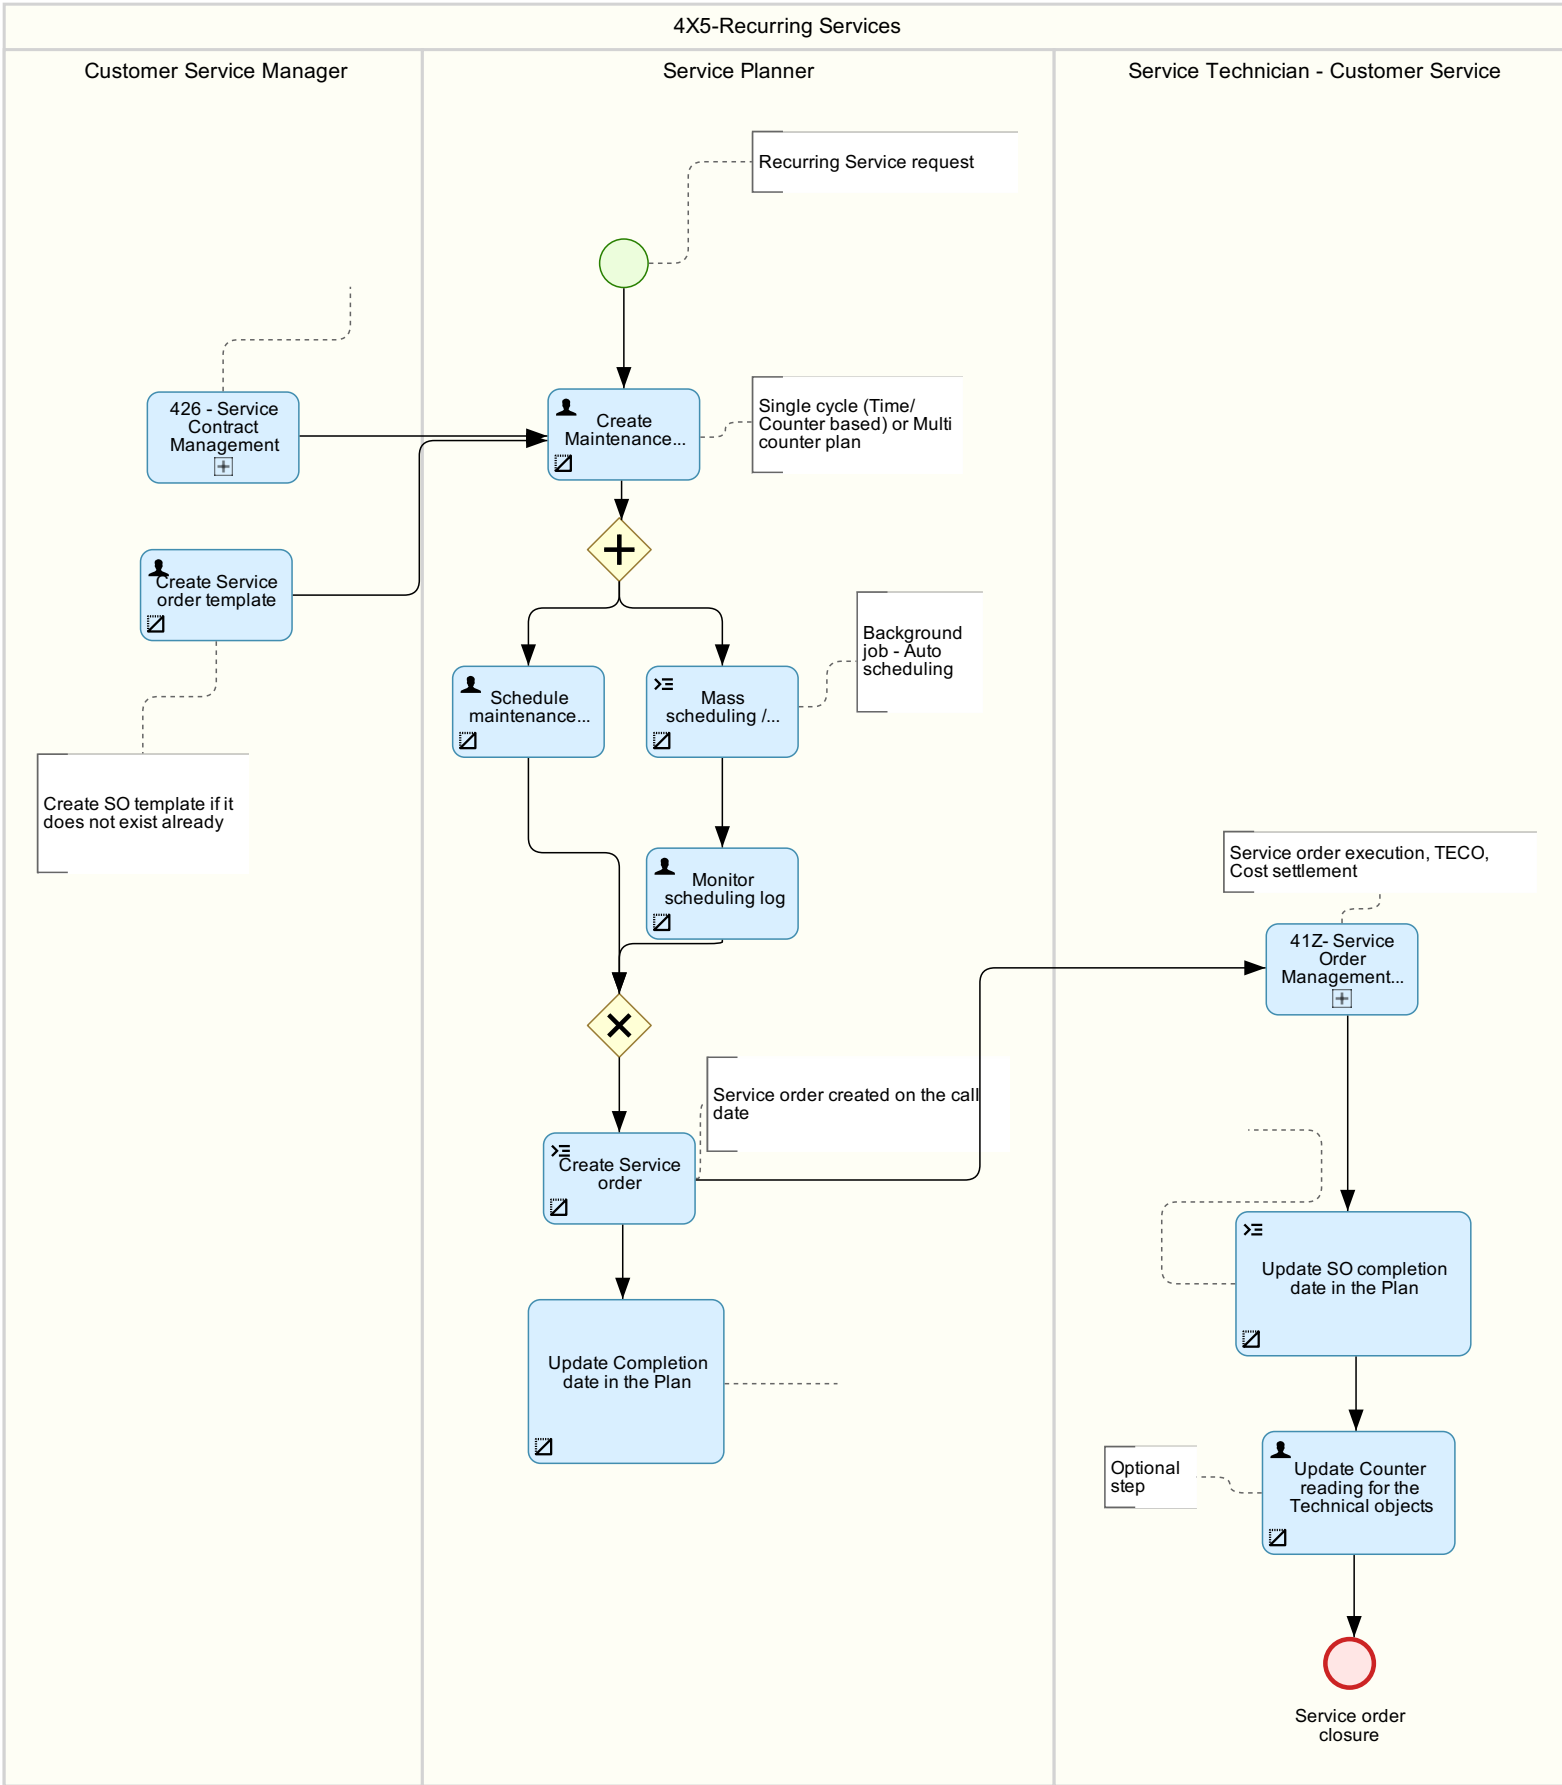 4X5-Recurring Services
Customer Service Manager
Service Planner
Service Technician - Customer Service
Recurring Service request
426 - Service
Contract
Management
Create
Maintenance...
Single cycle (Time/
Counter based) or Multi
counter plan
Create Service
order template
Background
job - Auto
scheduling
Schedule
maintenance...
Mass
scheduling /...
Create SO template if it
does not exist already
Monitor
scheduling log
Service order execution, TECO,
Cost settlement
41Z- Service
Order
Management...
Service order created on the call
date
Create Service
order
Update SO completion
date in the Plan
Update Completion
date in the Plan
Optional
step
Update Counter
reading for the
Technical objects
Service order
closure